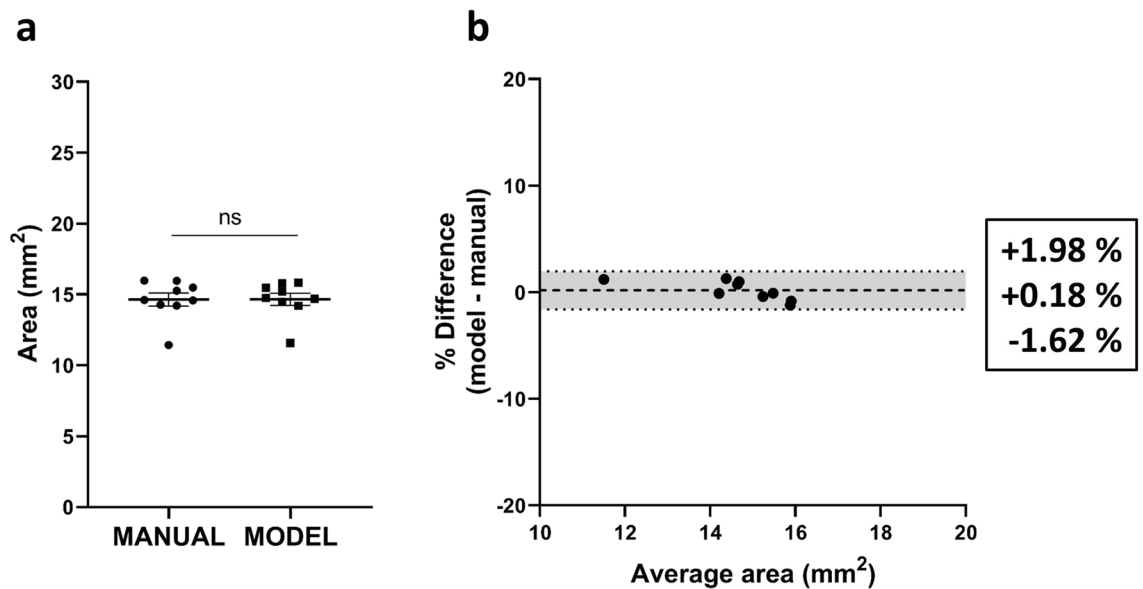 a
30
25
20
15
10
5
0
Area (mm²)
ns
MANUAL MODEL
b
20
10
0
-10
-20
% Difference
(model - manual)
10 12 14 16 18 20
Average area (mm²)
+1.98 %
+0.18 %
-1.62 %